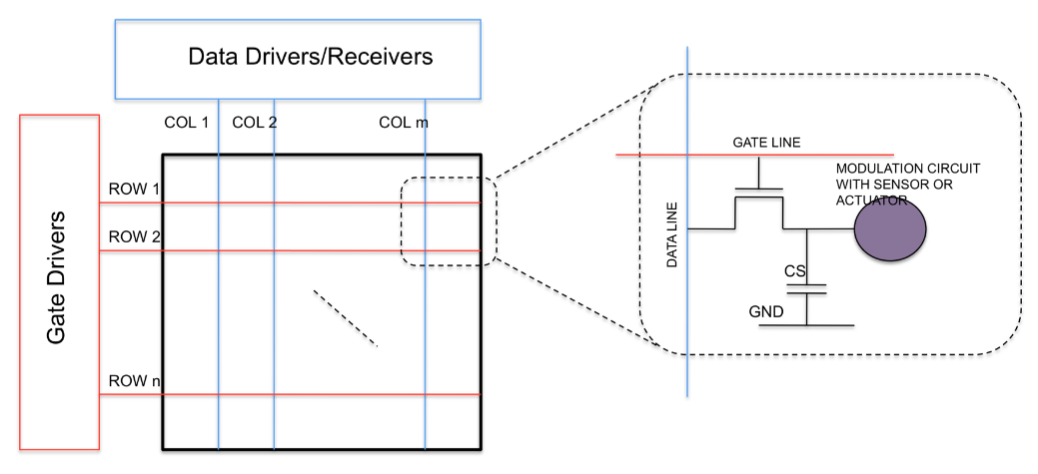 Data Drivers/Receivers
COL 1
COL 2
COL m
Gate Drivers
ROW 1
ROW 2
ROW n
GATE LINE
MODULATION CIRCUIT
WITH SENSOR OR
ACTUATOR
DATA LINE
CS
GND